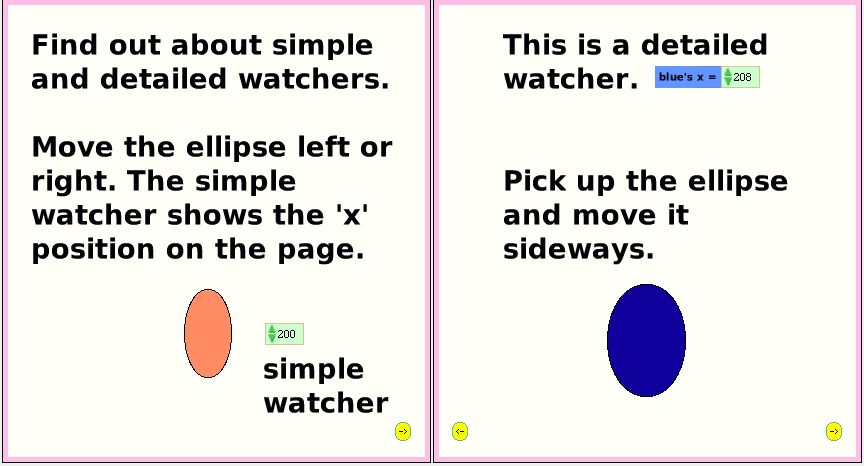 Find out about simple
and detailed watchers.
Move the ellipse left or
right. The simple
watcher shows the 'x'
position on the page.
200
simple
watcher
->
This is a detailed
watcher.
blue's x = 208
Pick up the ellipse
and move it
sideways.
<-
->